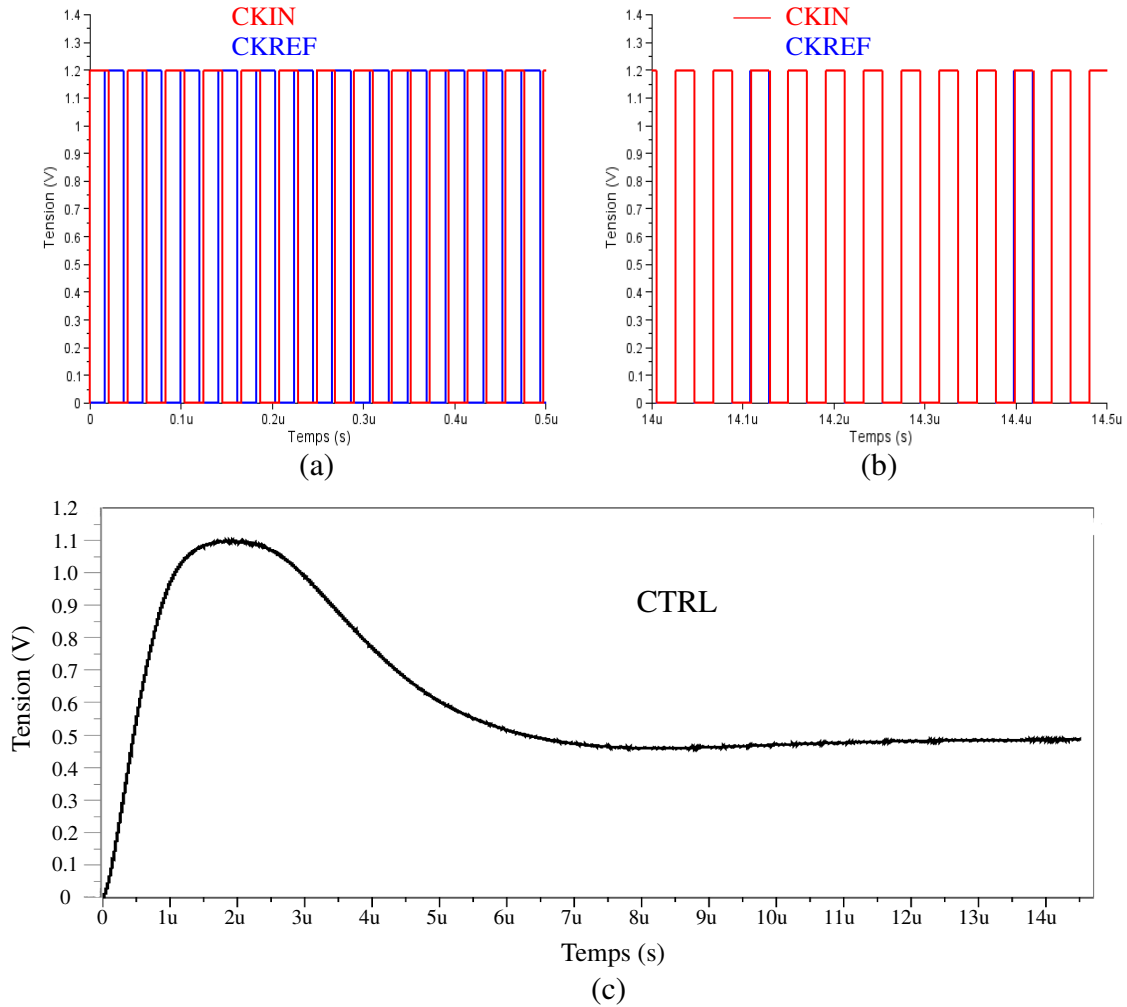 CKIN
CKREF
1.4
1.3
1.2
1.1
1
0.9
0.8
0.7
0.6
0.5
0.4
0.3
0.2
0.1
0
Tension (V)
0 0.1u 0.2u 0.3u 0.4u 0.5u
Temps (s)
(a)
CKIN
CKREF
1.4
1.3
1.2
1.1
1
0.9
0.8
0.7
0.6
0.5
0.4
0.3
0.2
0.1
0
Tension (V)
14u 14.1u 14.2u 14.3u 14.4u 14.5u
Temps (s)
(b)
1.2
1.1
1.0
0.9
0.8
0.7
0.6
0.5
0.4
0.3
0.2
0.1
0
Tension (V)
CTRL
0 1u 2u 3u 4u 5u 6u 7u 8u 9u 10u 11u 12u 13u 14u
Temps (s)
(c)